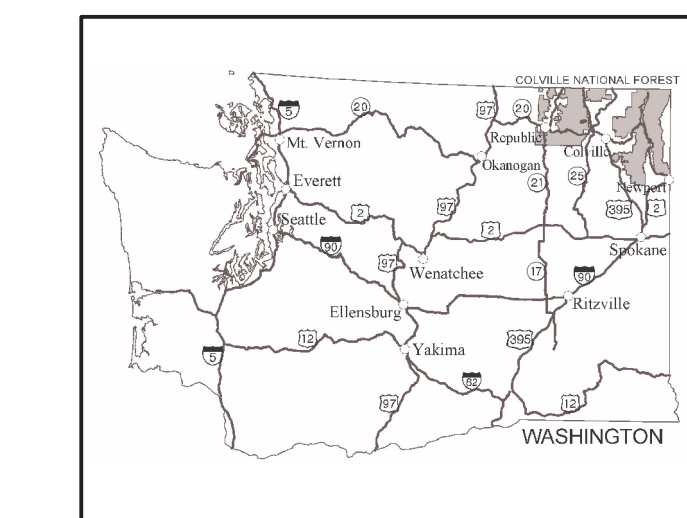 COLVILLE NATIONAL FOREST
5
20
97
20
Republic
Mt. Vernon
Colville
Okanogan
Everett
21
25
Newport
97
395
2
2
Seattle
2
90
Spokane
97
Wenatchee
17
90
Ritzville
Ellensburg
12
395
5
Yakima
82
97
12
WASHINGTON